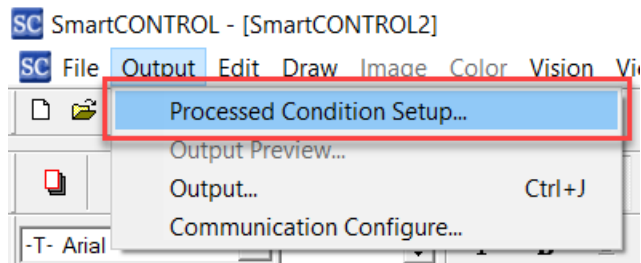 SC SmartCONTROL - [SmartCONTROL2]
SC File Output Edit Draw Image Color Vision
Processed Condition Setup...
Output Preview...
Output... Ctrl+J
Communication Configure...
-T- Arial